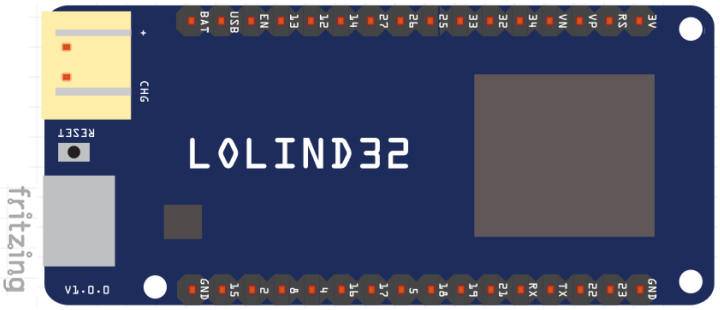 BAT USB EN 13 12 14 27 26 25 33 32 34 VN VP RS 3V
+
CHG
RESET
LOLIND32
fritzing
V1.0.0
GND 15 2 8 4 16 17 5 18 19 21 RX TX 22 23 GND